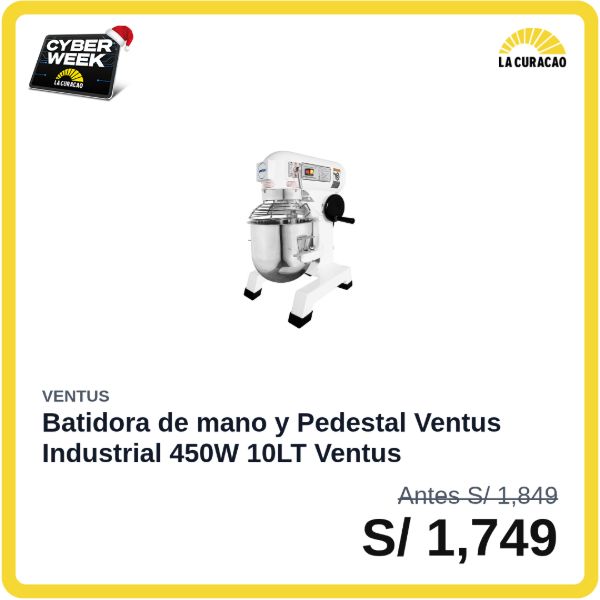 CYBER
WEEK
LA CURACAO
LA CURACAO
VENTUS
Batidora de mano y Pedestal Ventus
Industrial 450W 10LT Ventus
Antes S/ 1,849
S/ 1,749